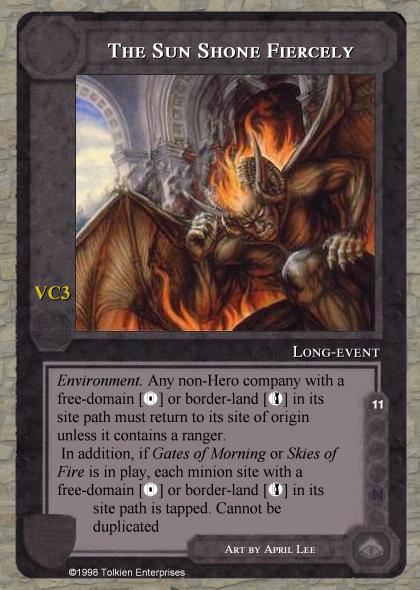 The Sun Shone Fiercely
VC3
Long-event
Environment. Any non-Hero company with a
free-domain [ ] or border-land [ ] in its
site path must return to its site of origin
unless it contains a ranger.
In addition, if Gates of Morning or Skies of
Fire is in play, each minion site with a
free-domain [ ] or border-land [ ] in its
site path is tapped. Cannot be
duplicated
11
Art by April Lee
©1998 Tolkien Enterprises